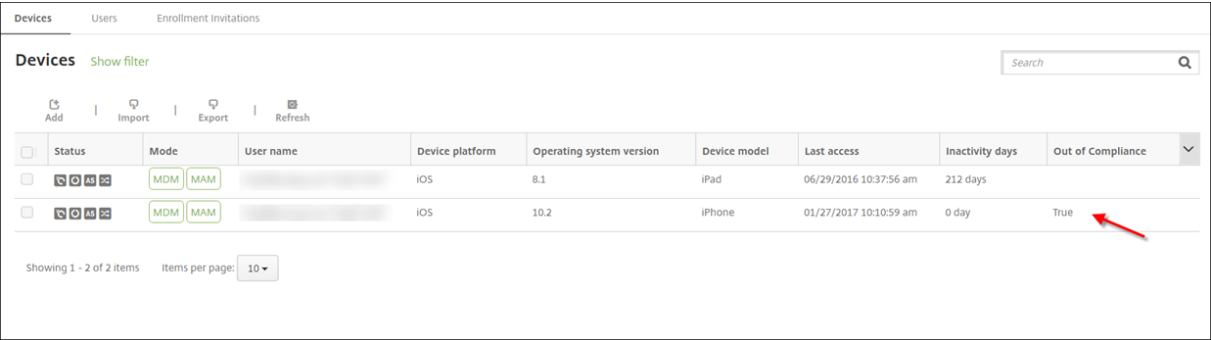 Devices Users Enrollment Invitations
Devices Show filter
Search
Add | Import | Export | Refresh
Status Mode User name Device platform Operating system version Device model Last access Inactivity days Out of Compliance
AS MDM MAM iOS 8.1 iPad 06/29/2016 10:37:56 am 212 days
AS MDM MAM iOS 10.2 iPhone 01/27/2017 10:10:59 am 0 day True
Showing 1 - 2 of 2 items Items per page: 10